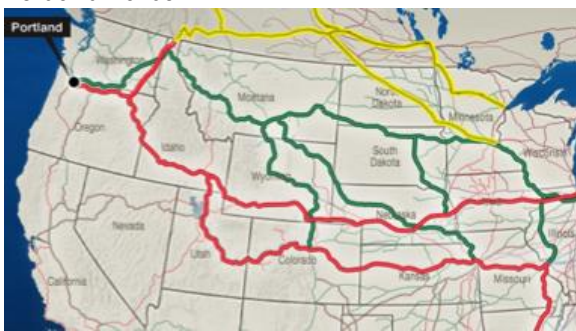 Portland
Washington
Montana
North
Dakota
Minnesota
Oregon
Idaho
South
Dakota
Wisconsin
Wyoming
Nebraska
Nevada
Utah
Colorado
Kansas
Missouri
Illinois
California